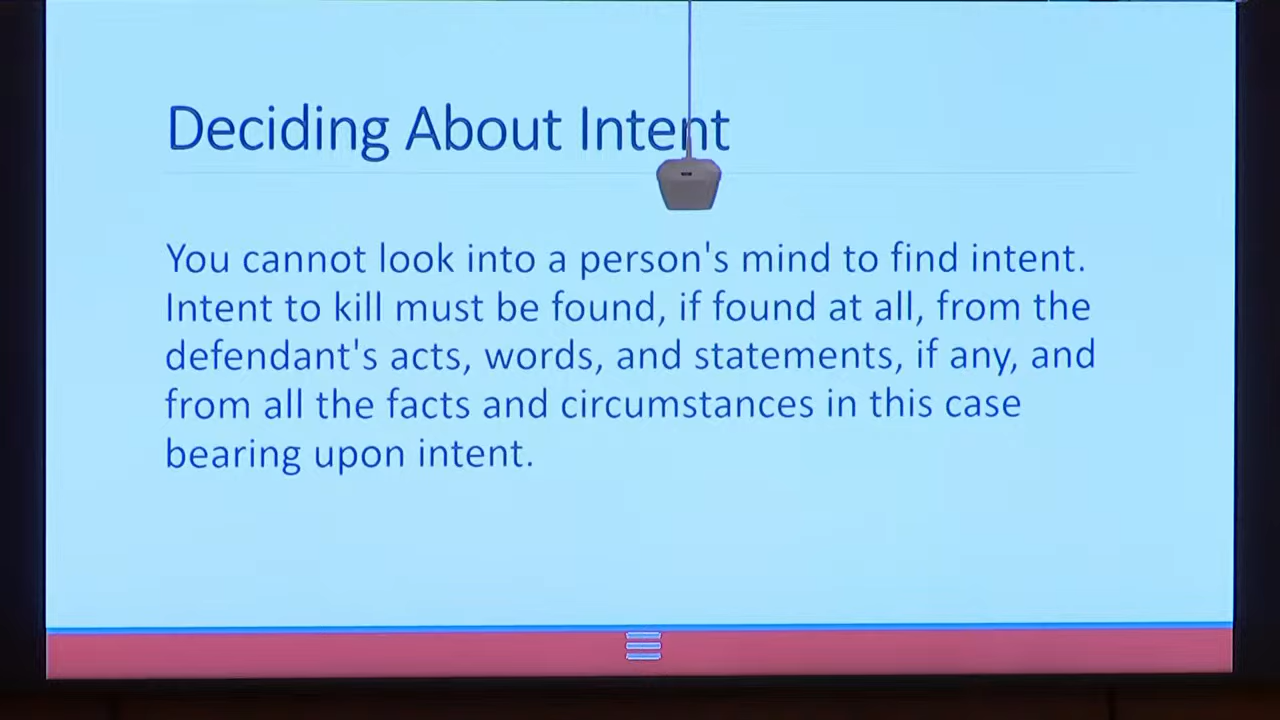 Deciding About Intent
You cannot look into a person's mind to find intent.
Intent to kill must be found, if found at all, from the
defendant's acts, words, and statements, if any, and
from all the facts and circumstances in this case
bearing upon intent.